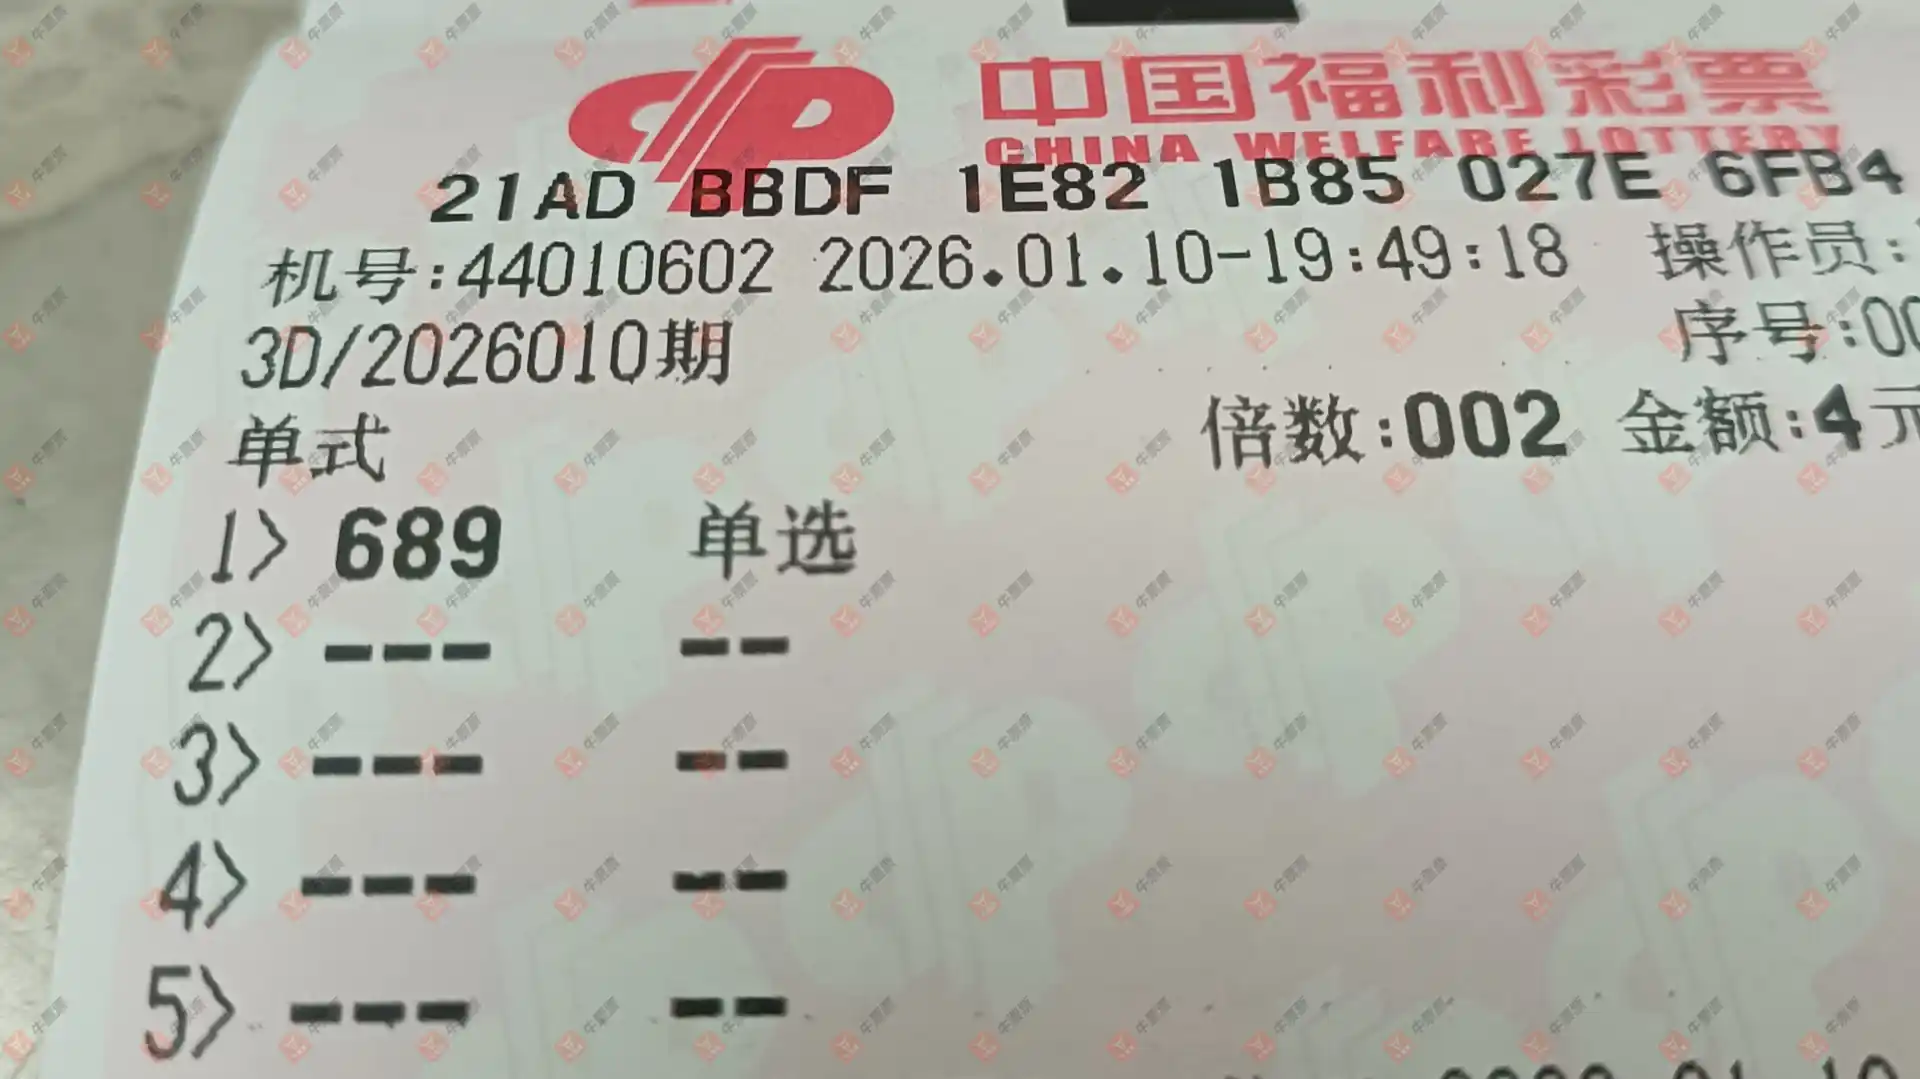 中国福利彩票
CHINA WELFARE LOTTERY
21AD BBDF 1E82 1B85 027E 6FB4
机号:44010602 2026.01.10-19:49:18 操作员:
3D/2026010期 序号:00
单式 倍数:002 金额:4元
1> 689 单选
2> --- --
3> --- --
4> --- --
5> --- --